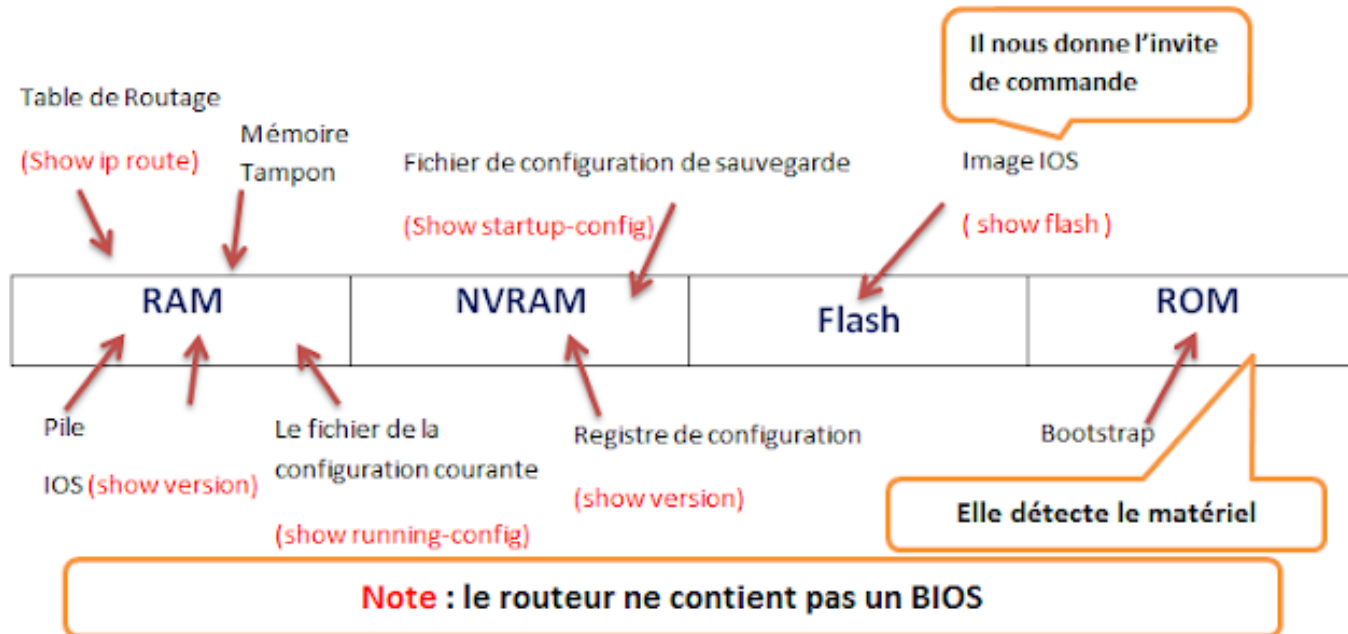 Il nous donne l'invite
de commande
Table de Routage
(Show ip route)
Mémoire
Tampon
Fichier de configuration de sauvegarde
(Show startup-config)
Image IOS
( show flash )
RAM
NVRAM
Flash
ROM
Pile
IOS (show version)
Le fichier de la
configuration courante
(show running-config)
Registre de configuration
(show version)
Bootstrap
Elle détecte le matériel
Note : le routeur ne contient pas un BIOS